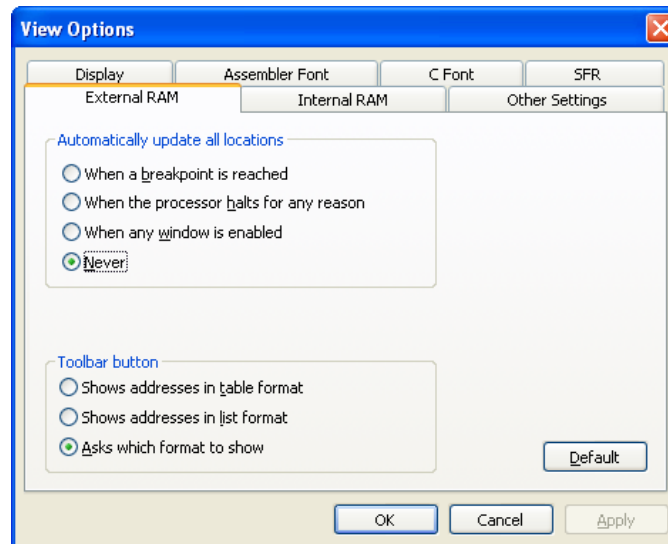 View Options
Display
Assembler Font
C Font
SFR
External RAM
Internal RAM
Other Settings
Automatically update all locations
When a breakpoint is reached
When the processor halts for any reason
When any window is enabled
Never
Toolbar button
Shows addresses in table format
Shows addresses in list format
Asks which format to show
Default
OK
Cancel
Apply